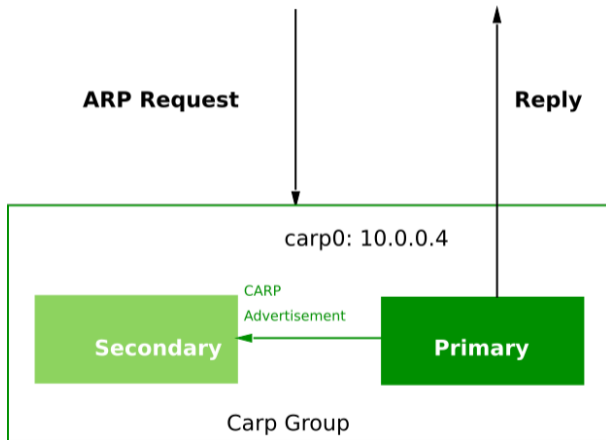 ARP Request
Reply
carp0: 10.0.0.4
CARP
Advertisement
Secondary
Primary
Carp Group